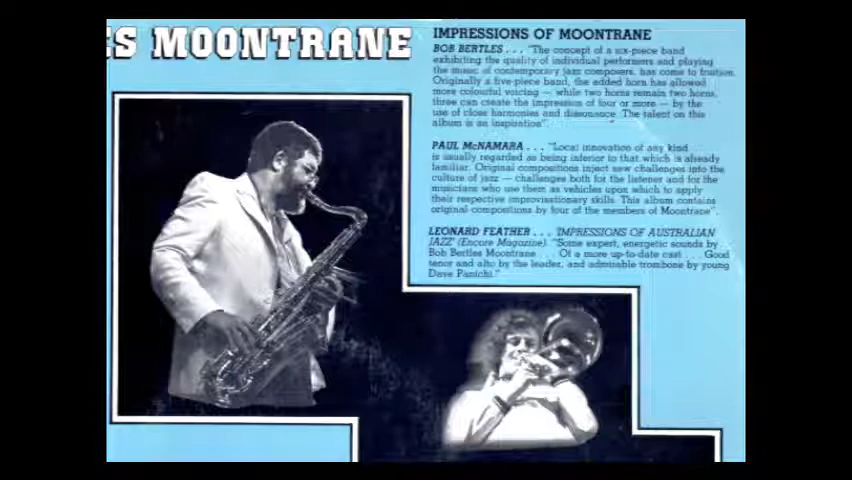 S MOONTRANE
IMPRESSIONS OF MOONTRANE
BOB BERTLES . . . "The concept of a six-piece band
exhibiting the quality of individual performers and playing
the music of contemporary jazz composers, has come to fruition.
Originally a five-piece band, the added horn has allowed
more colourful voicing — while two horns remain two horns,
three can create the impression of four or more — by the
use of close harmonies and dissonance. The talent on this
album is an inspiration".
PAUL McNAMARA . . . "Local innovation of any kind
is usually regarded as being inferior to that which is already
familiar. Original compositions inject new challenges into the
culture of jazz — challenges both for the listener and for the
musicians who use them as vehicles upon which to apply
their respective improvisationary skills. This album contains
original compositions by four of the members of Moontrane".
LEONARD FEATHER . . . IMPRESSIONS OF AUSTRALIAN
JAZZ' (Encore Magazine). "Some expert, energetic sounds by
Bob Bertles Moontrane . . . Of a more up-to-date cast . . . Good
tenor and alto by the leader, and admirable trombone by young
Dave Panichi."